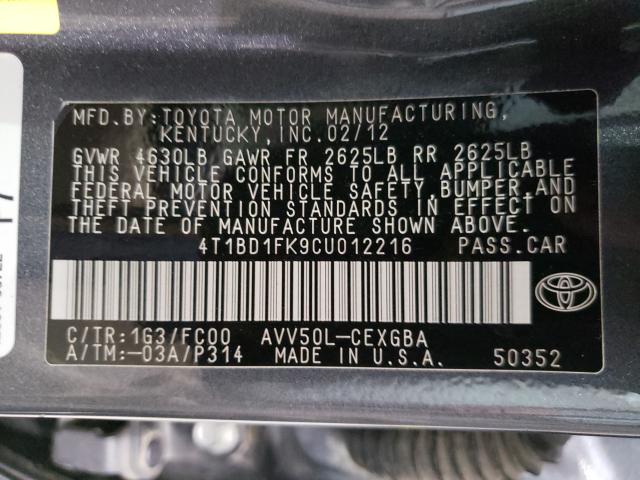 MFD.BY:TOYOTA MOTOR MANUFACTURING,
KENTUCKY, INC. 02/12
GVWR 4630LB GAWR FR 2625LB RR 2625LB
THIS VEHICLE CONFORMS TO ALL APPLICABLE
FEDERAL MOTOR VEHICLE SAFETY, BUMPER, AND
THEFT PREVENTION STANDARDS IN EFFECT ON
THE DATE OF MANUFACTURE SHOWN ABOVE.
4T1BD1FK9CU012216 PASS.CAR
C/TR:1G3/FC00 AVV50L-CEXGBA
A/TM:-03A/P314 MADE IN U.S.A. 50352